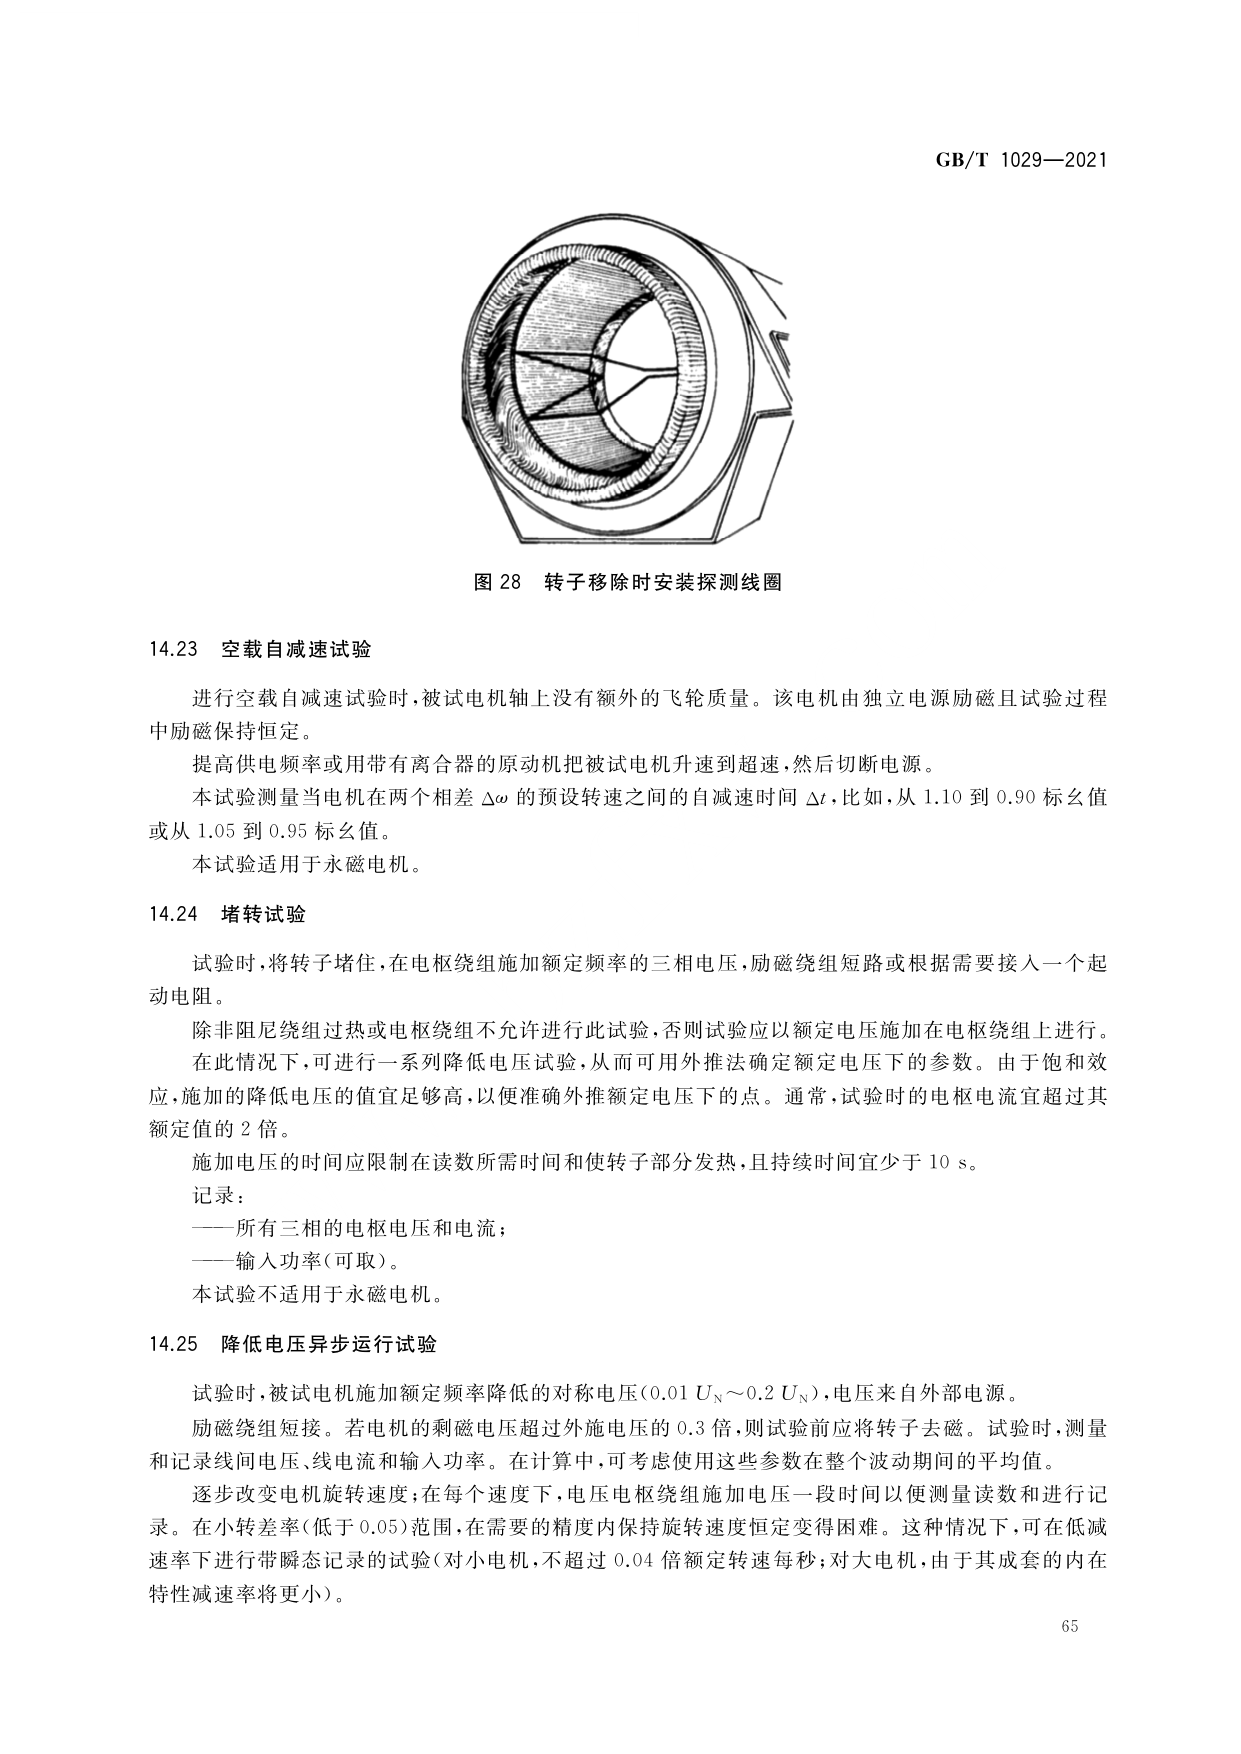 GB/T 1029—2021
图 28　转子移除时安装探测线圈
14.23　空载自减速试验
进行空载自减速试验时,被试电机轴上没有额外的飞轮质量。该电机由独立电源励磁且试验过程
中励磁保持恒定。
提高供电频率或用带有离合器的原动机把被试电机升速到超速,然后切断电源。
本试验测量当电机在两个相差 Δω 的预设转速之间的自减速时间 Δt,比如,从 1.10 到 0.90 标幺值
或从 1.05 到 0.95 标幺值。
本试验适用于永磁电机。
14.24　堵转试验
试验时,将转子堵住,在电枢绕组施加额定频率的三相电压,励磁绕组短路或根据需要接入一个起
动电阻。
除非阻尼绕组过热或电枢绕组不允许进行此试验,否则试验应以额定电压施加在电枢绕组上进行。
在此情况下,可进行一系列降低电压试验,从而可用外推法确定额定电压下的参数。由于饱和效
应,施加的降低电压的值宜足够高,以便准确外推额定电压下的点。通常,试验时的电枢电流宜超过其
额定值的 2 倍。
施加电压的时间应限制在读数所需时间和使转子部分发热,且持续时间宜少于 10 s。
记录:
——所有三相的电枢电压和电流;
——输入功率(可取)。
本试验不适用于永磁电机。
14.25　降低电压异步运行试验
试验时,被试电机施加额定频率降低的对称电压(0.01 U_N～0.2 U_N),电压来自外部电源。
励磁绕组短接。若电机的剩磁电压超过外施电压的 0.3 倍,则试验前应将转子去磁。试验时,测量
和记录线间电压、线电流和输入功率。在计算中,可考虑使用这些参数在整个波动期间的平均值。
逐步改变电机旋转速度;在每个速度下,电压电枢绕组施加电压一段时间以便测量读数和进行记
录。在小转差率(低于 0.05)范围,在需要的精度内保持旋转速度恒定变得困难。这种情况下,可在低减
速率下进行带瞬态记录的试验(对小电机,不超过 0.04 倍额定转速每秒;对大电机,由于其成套的内在
特性减速率将更小)。
65